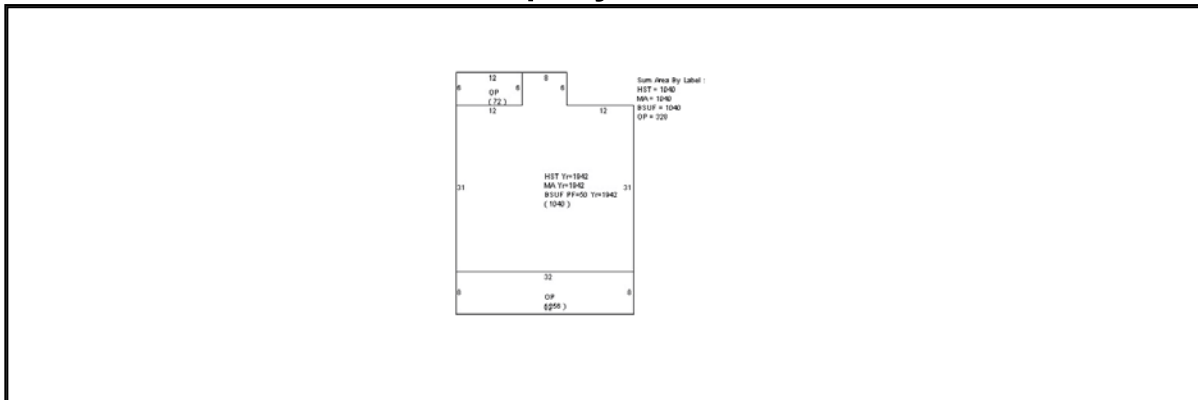 12 8
6 6 6
OP
( 72 )
12 12
Sum Area By Label :
HST = 1040
MA = 1040
BSUF = 1040
OP = 328
31 31
HST Yr=1942
MA Yr=1942
BSUF PF=50 Yr=1942
( 1040 )
32
8 8
OP